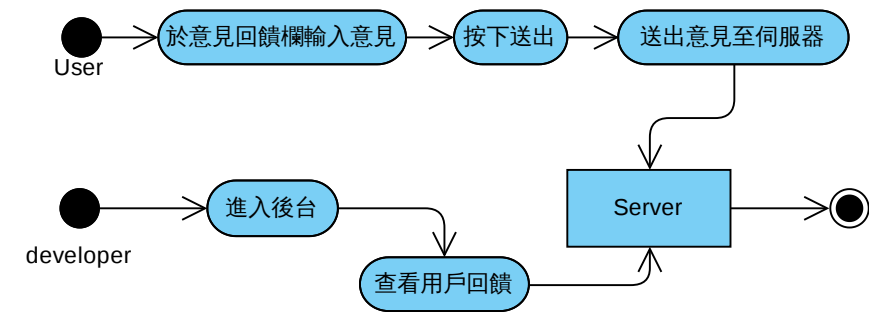 於意見回饋欄輸入意見
按下送出
送出意見至伺服器
User
進入後台
Server
developer
查看用戶回饋